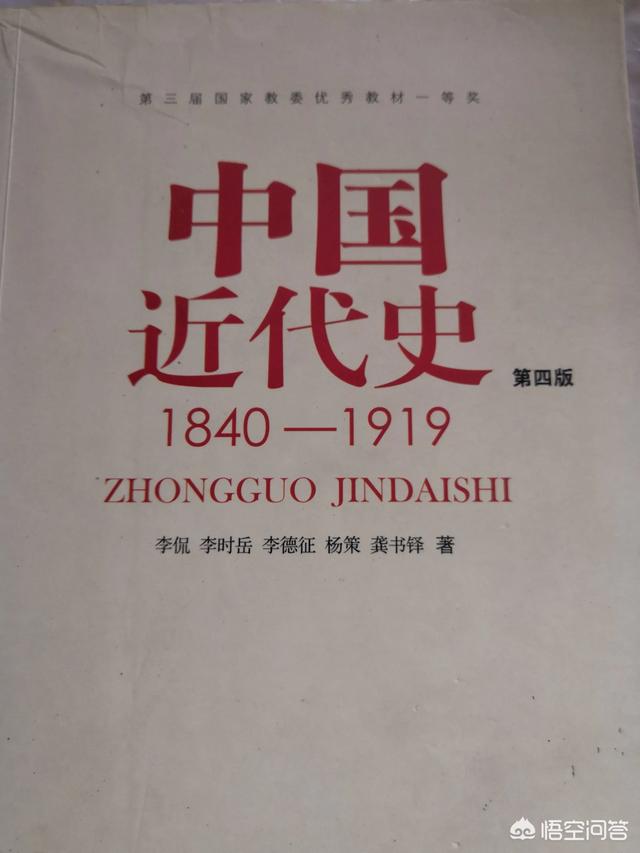 第三届国家教委优秀教材一等奖
中国
近代史 第四版
1840—1919
ZHONGGUO JINDAISHI
李侃 李时岳 李德征 杨策 龚书铎 著
悟空问答